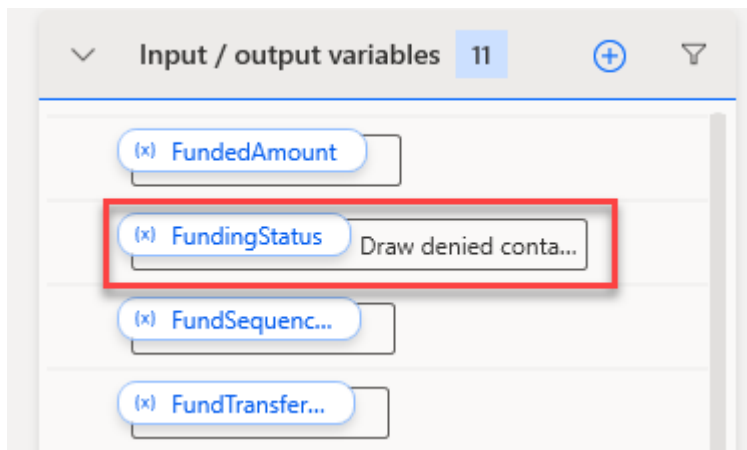 Input / output variables 11
(x) FundedAmount
(x) FundingStatus Draw denied conta...
(x) FundSequenc...
(x) FundTransfer...